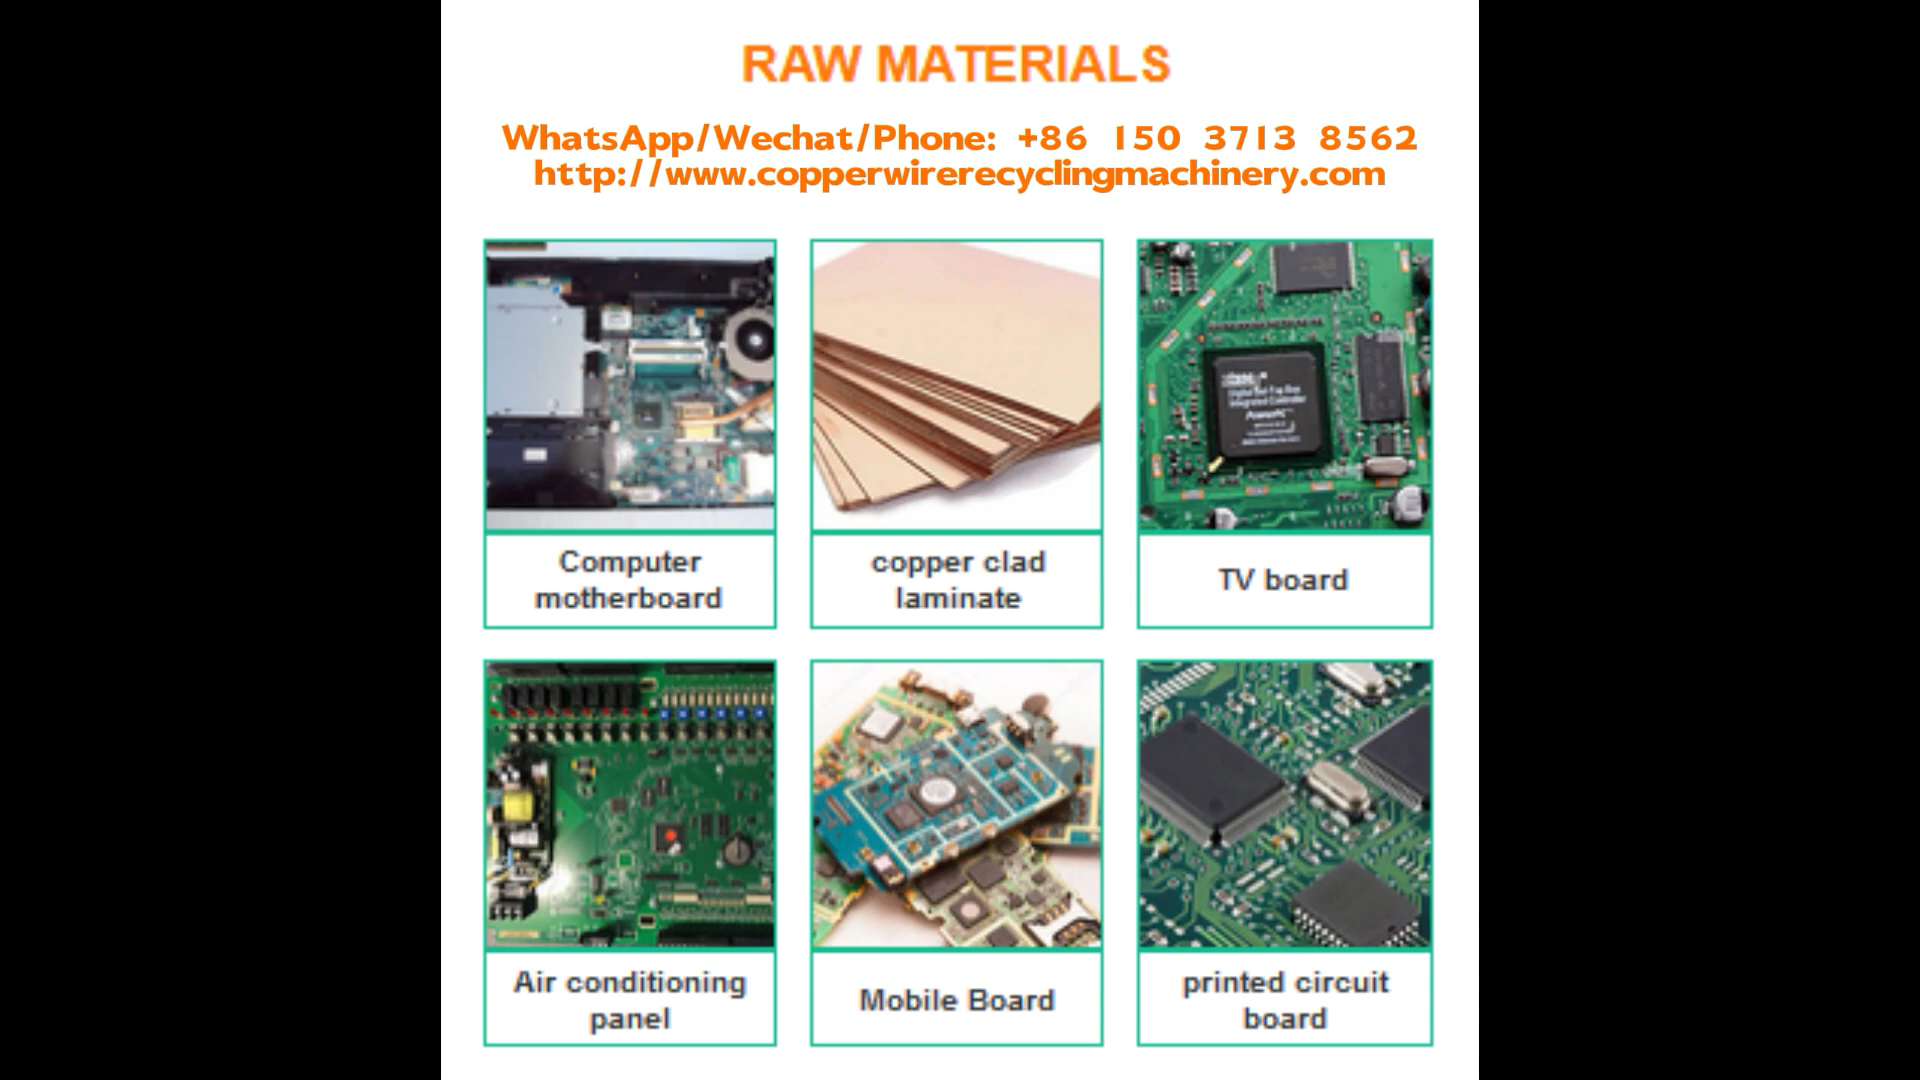 RAW MATERIALS
WhatsApp/Wechat/Phone: +86 150 3713 8562
http://www.copperwirerecyclingmachinery.com
Computer
motherboard
copper clad
laminate
TV board
Air conditioning
panel
Mobile Board
printed circuit
board